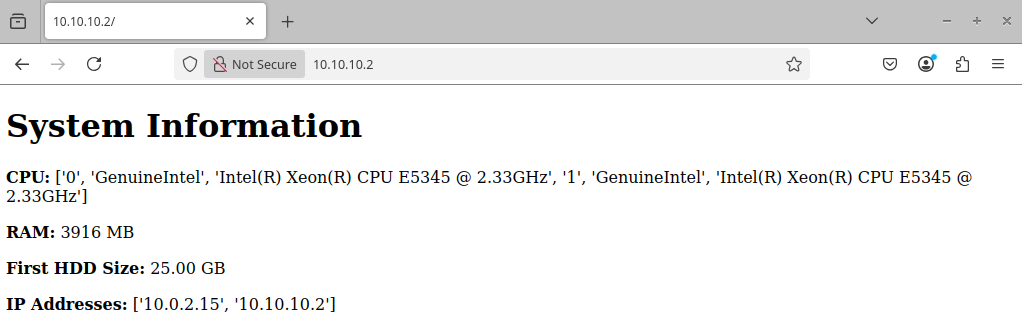 10.10.10.2/
Not Secure 10.10.10.2
System Information
CPU: ['0', 'GenuineIntel', 'Intel(R) Xeon(R) CPU E5345 @ 2.33GHz', '1', 'GenuineIntel', 'Intel(R) Xeon(R) CPU E5345 @
2.33GHz']
RAM: 3916 MB
First HDD Size: 25.00 GB
IP Addresses: ['10.0.2.15', '10.10.10.2']